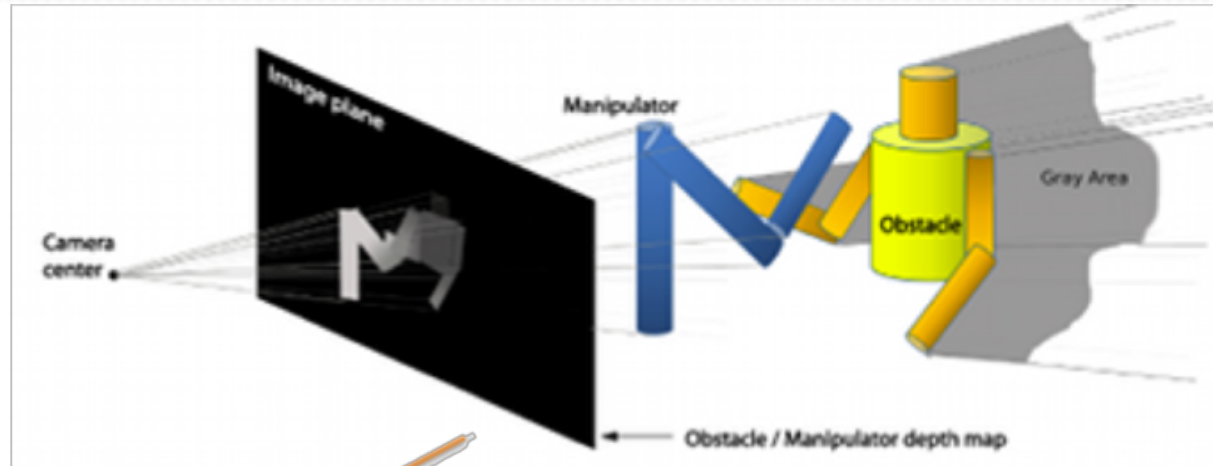 Image plane
Manipulator
Gray Area
Obstacle
Camera
center
Obstacle / Manipulator depth map